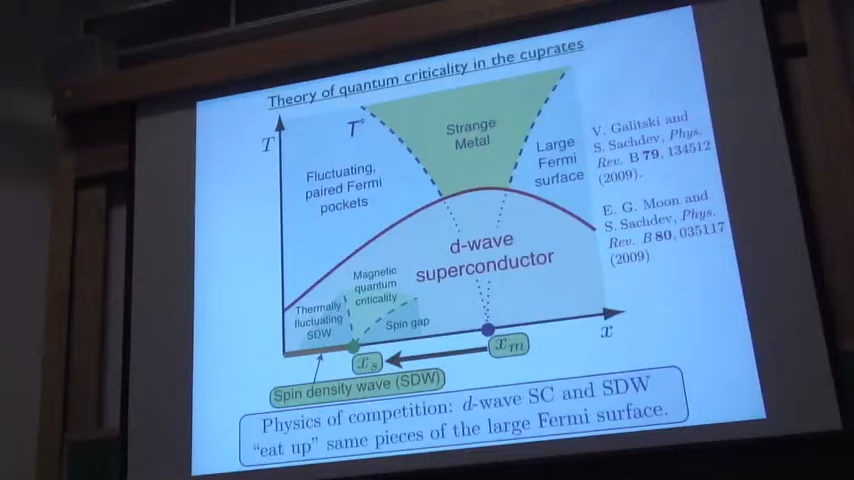 Theory of quantum criticality in the cuprates
T
T*
Strange
Metal
Large
Fermi
surface
Fluctuating,
paired Fermi
pockets
V. Galitski and
S. Sachdev, Phys.
Rev. B 79, 134512
(2009).
E. G. Moon and
S. Sachdev, Phys.
Rev. B 80, 035117
(2009)
d-wave
superconductor
Magnetic
quantum
criticality
Thermally
fluctuating
SDW
Spin gap
x
x_s
x_m
Spin density wave (SDW)
Physics of competition: d-wave SC and SDW
“eat up” same pieces of the large Fermi surface.